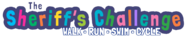 The
Sheriff's Challenge
WALK-RUN-SWIM-CYCLE